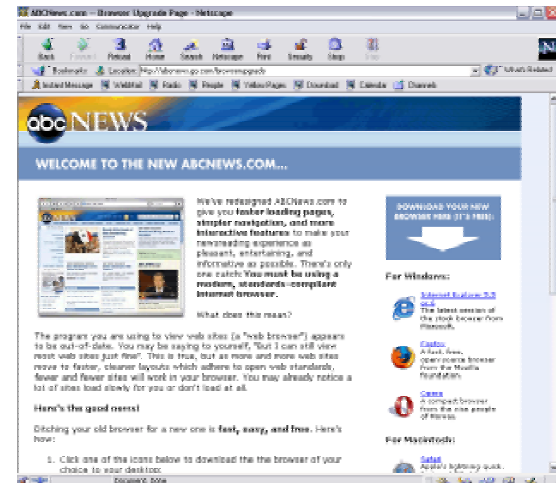 ABCNews.com -- Browser Upgrade Page - Netscape
File Edit View Go Communicator Help
Back Forward Reload Home Search Netscape Print Security Shop Stop
Bookmarks Location: http://abcnews.go.com/browserupgrade What's Related
Instant Message WebMail Radio People Yellow Pages Download Calendar Channels
abc NEWS
WELCOME TO THE NEW ABCNEWS.COM...
We've redesigned ABCNews.com to
give you faster loading pages,
simpler navigation, and more
interactive features to make your
newsreading experience as
pleasant, entertaining, and
informative as possible. There's only
one catch: You must be using a
modern, standards-compliant
Internet browser.
What does this mean?
The program you are using to view web sites (a "web browser") appears
to be out-of-date. You may be saying to yourself, "But I can still view
most web sites just fine". This is true, but as more and more web sites
move to faster, cleaner layouts which adhere to open web standards,
fewer and fewer sites will work in your browser. You may already notice a
lot of sites load slowly for you or don't load at all.
Here's the good news!
Ditching your old browser for a new one is fast, easy, and free. Here's
how:
1. Click one of the icons below to download the the browser of your
choice to your desktop:
DOWNLOAD YOUR NEW
BROWSER HERE (IT'S FREE):
For Windows:
Internet Explorer 5.5
or 6
The latest version of
the stock browser from
Microsoft.
Firefox
A fast, free,
open source browser
from the Mozilla
Foundation.
Opera
A compact browser
from the nice people
of Norway.
For Macintosh:
Safari
Apple's lightning quick,
Document: Done